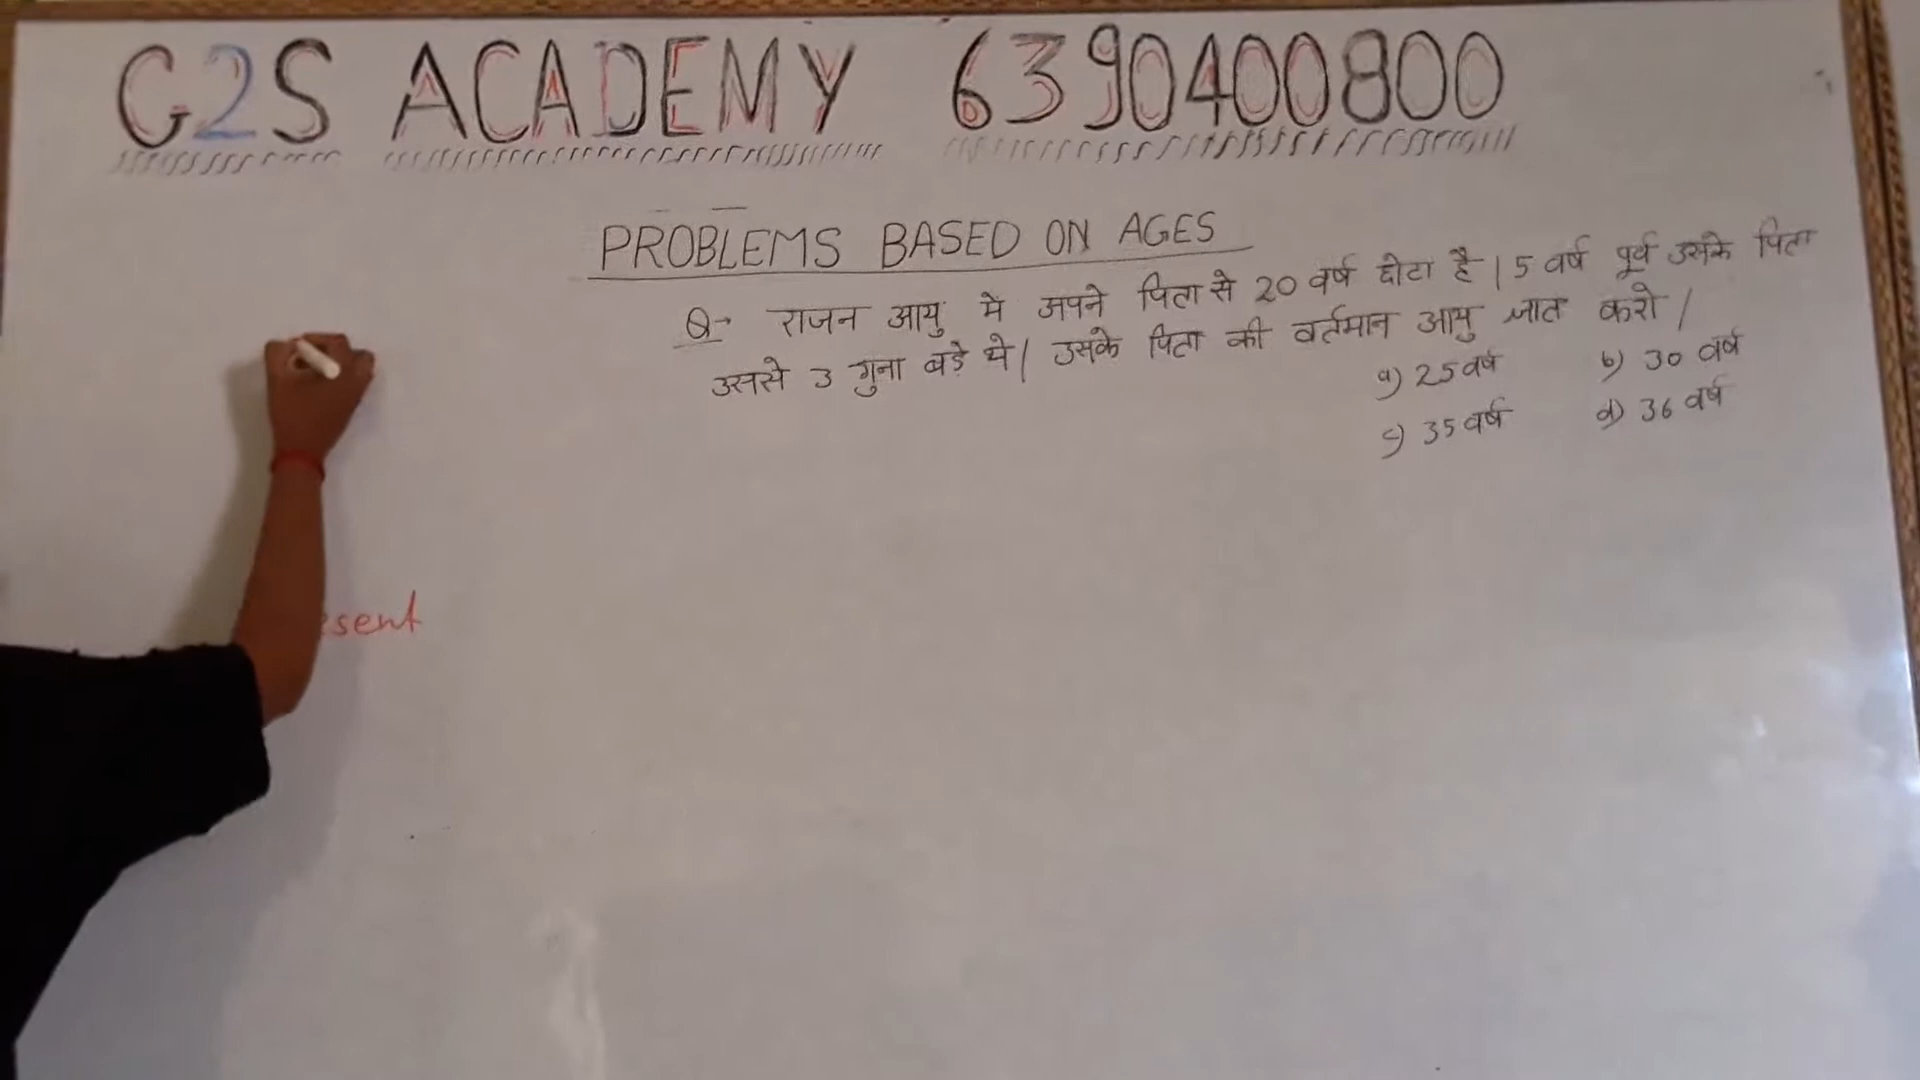 G2S ACADEMY 6390400800
PROBLEMS BASED ON AGES
Q→ राजन आयु मे अपने पिता से 20 वर्ष छोटा है | 5 वर्ष पूर्व उसके पिता
उससे 3 गुना बड़े थे | उसके पिता की वर्तमान आयु ज्ञात करो |
a) 25 वर्ष b) 30 वर्ष
c) 35 वर्ष d) 36 वर्ष